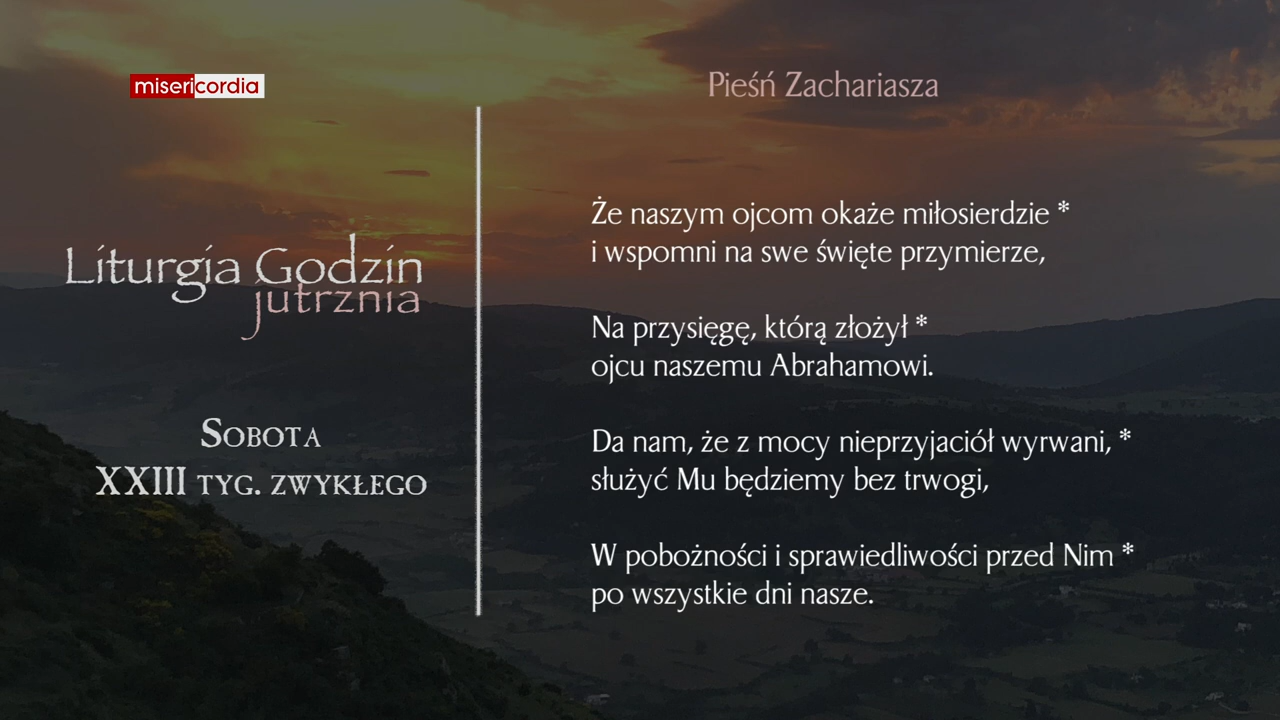 misericordia
Liturgia Godzin
jutrznia
Sobota
XXIII tyg. zwykłego
Pieśń Zachariasza
Że naszym ojcom okaże miłosierdzie *
i wspomni na swe święte przymierze,
Na przysięgę, którą złożył *
ojcu naszemu Abrahamowi.
Da nam, że z mocy nieprzyjaciół wyrwani, *
służyć Mu będziemy bez trwogi,
W pobożności i sprawiedliwości przed Nim *
po wszystkie dni nasze.